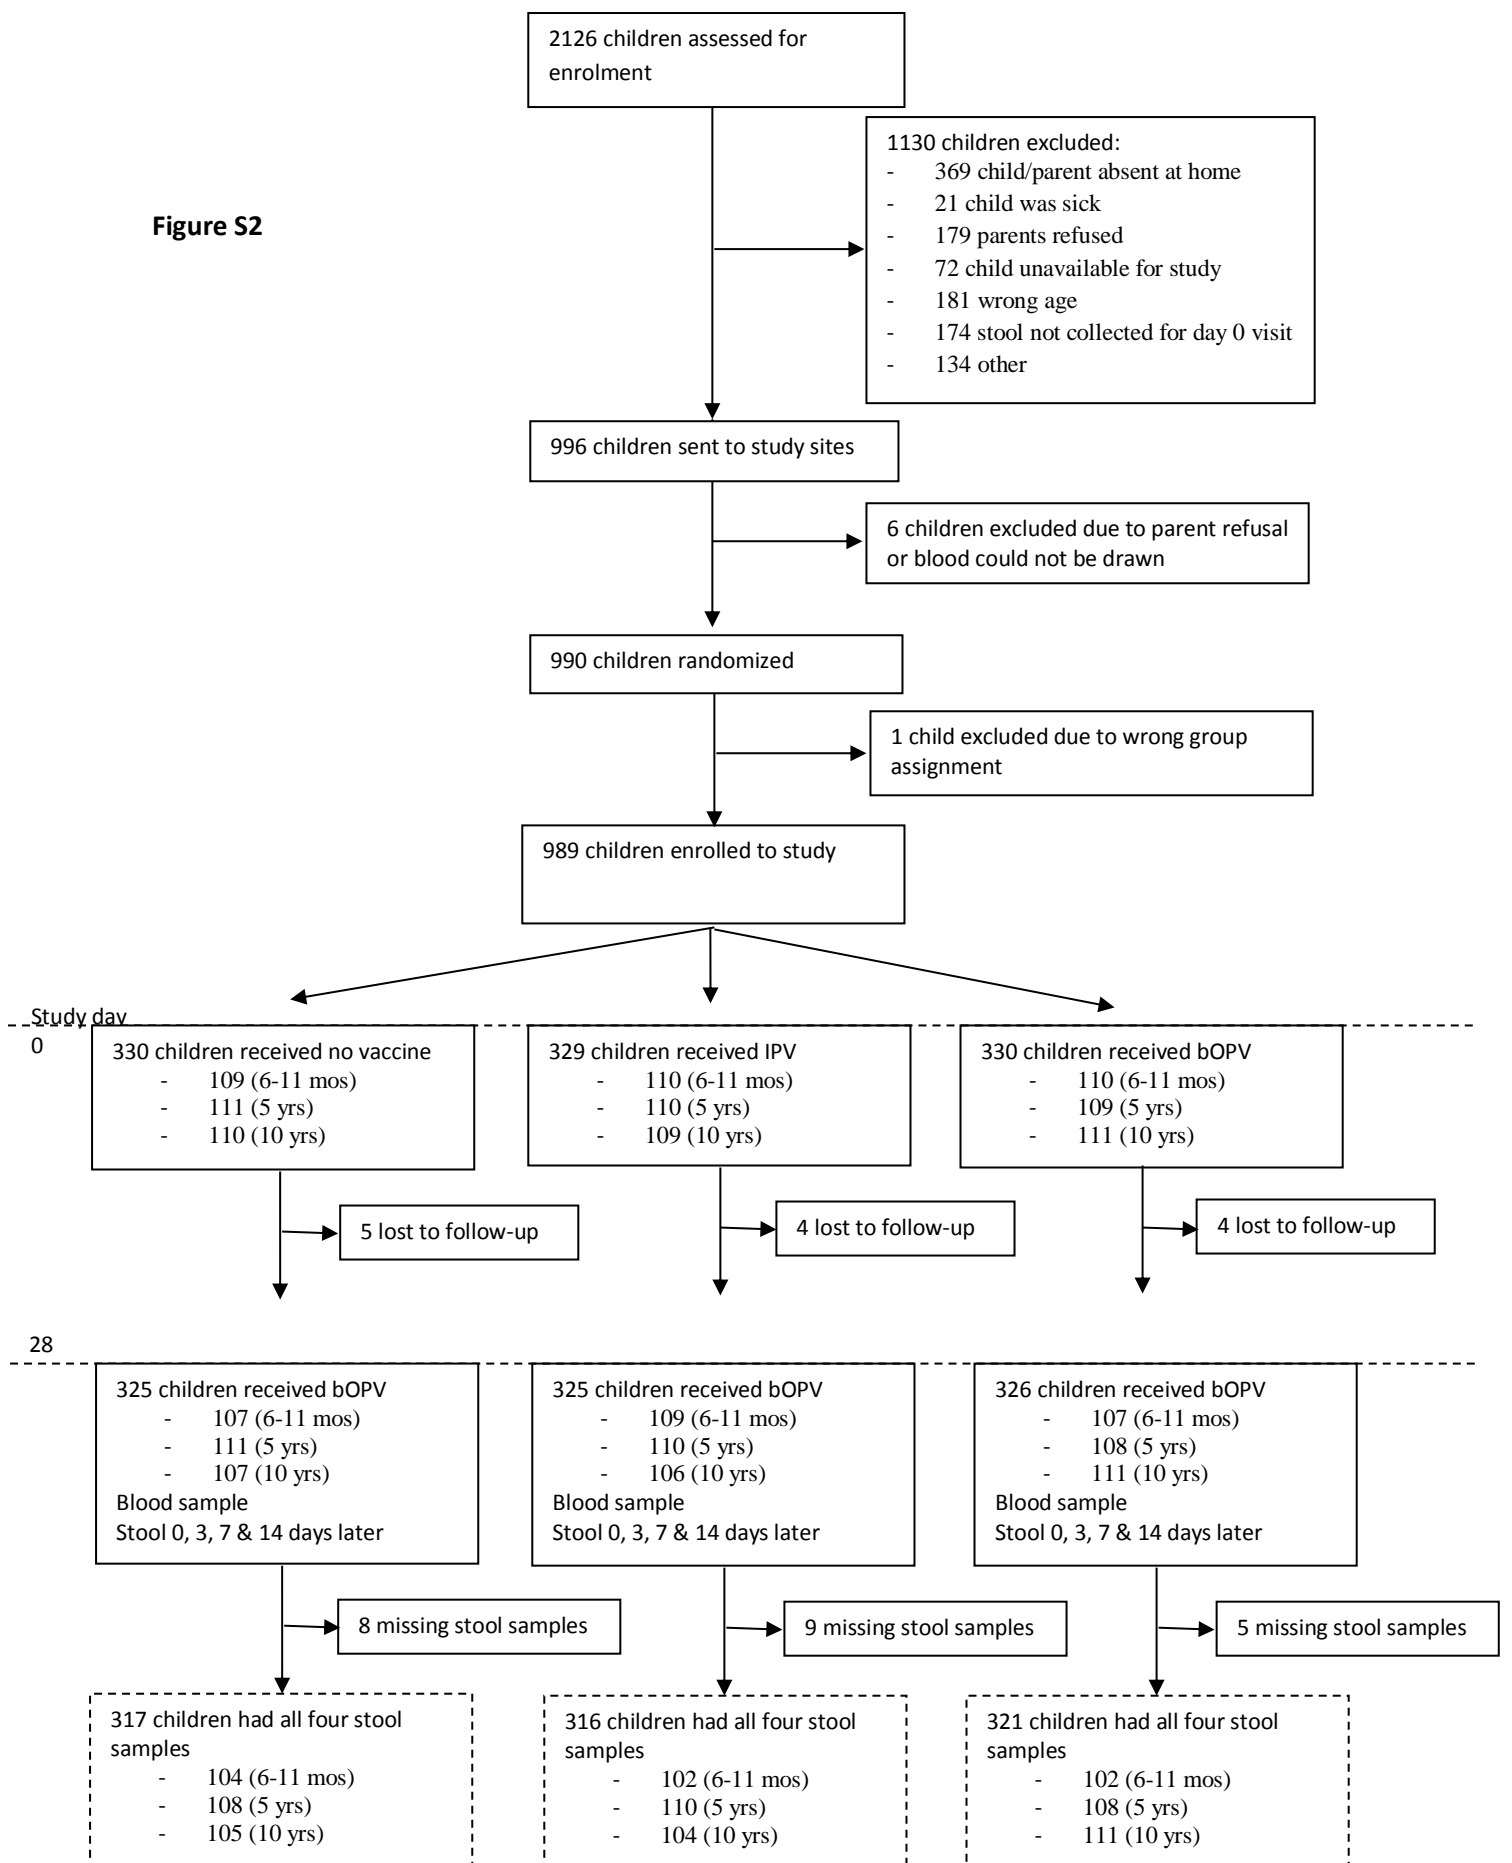 2126 children assessed for
enrolment
1130 children excluded:
- 369 child/parent absent at home
- 21 child was sick
- 179 parents refused
- 72 child unavailable for study
- 181 wrong age
- 174 stool not collected for day 0 visit
- 134 other
Figure S2
996 children sent to study sites
6 children excluded due to parent refusal
or blood could not be drawn
990 children randomized
1 child excluded due to wrong group
assignment
989 children enrolled to study
Study day
0
330 children received no vaccine
- 109 (6-11 mos)
- 111 (5 yrs)
- 110 (10 yrs)
329 children received IPV
- 110 (6-11 mos)
- 110 (5 yrs)
- 109 (10 yrs)
330 children received bOPV
- 110 (6-11 mos)
- 109 (5 yrs)
- 111 (10 yrs)
5 lost to follow-up
4 lost to follow-up
4 lost to follow-up
28
325 children received bOPV
- 107 (6-11 mos)
- 111 (5 yrs)
- 107 (10 yrs)
Blood sample
Stool 0, 3, 7 & 14 days later
325 children received bOPV
- 109 (6-11 mos)
- 110 (5 yrs)
- 106 (10 yrs)
Blood sample
Stool 0, 3, 7 & 14 days later
326 children received bOPV
- 107 (6-11 mos)
- 108 (5 yrs)
- 111 (10 yrs)
Blood sample
Stool 0, 3, 7 & 14 days later
8 missing stool samples
9 missing stool samples
5 missing stool samples
317 children had all four stool
samples
- 104 (6-11 mos)
- 108 (5 yrs)
- 105 (10 yrs)
316 children had all four stool
samples
- 102 (6-11 mos)
- 110 (5 yrs)
- 104 (10 yrs)
321 children had all four stool
samples
- 102 (6-11 mos)
- 108 (5 yrs)
- 111 (10 yrs)